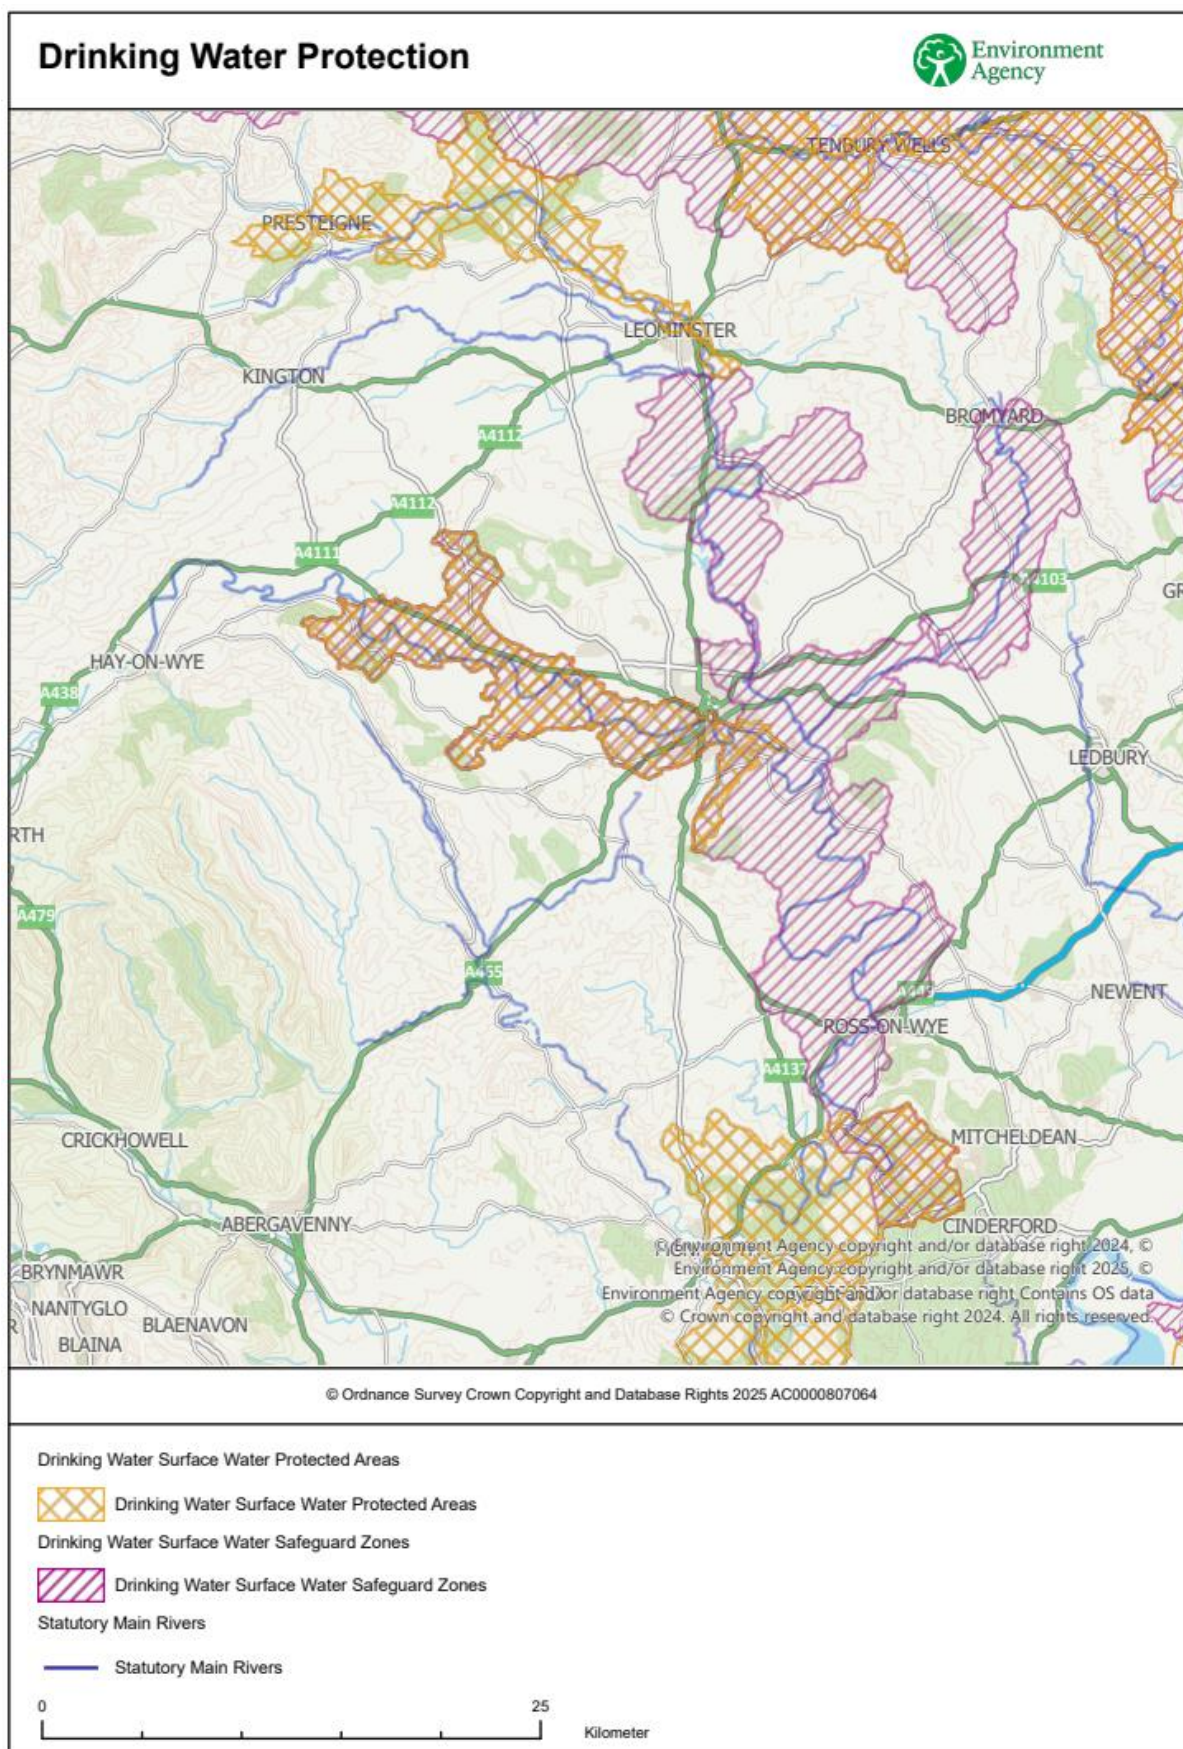 Drinking Water Protection
Environment
Agency
TENBURY WELLS
PRESTEIGNE
LEOMINSTER
KINGTON
BROMYARD
A4112
A4112
A4111
A4103
GR
HAY-ON-WYE
A438
LEDBURY
RTH
A479
A465
NEWENT
ROSS-ON-WYE
A4137
CRICKHOWELL
MITCHELDEAN
ABERGAVENNY
CINDERFORD
© Environment Agency copyright and/or database right 2024, ©
BRYNMAWR
Environment Agency copyright and/or database right 2025, ©
Environment Agency copyright and/or database right Contains OS data
NANTYGLO
© Crown copyright and database right 2024. All rights reserved.
R
BLAENAVON
BLAINA
© Ordnance Survey Crown Copyright and Database Rights 2025 AC0000807064
Drinking Water Surface Water Protected Areas
Drinking Water Surface Water Protected Areas
Drinking Water Surface Water Safeguard Zones
Drinking Water Surface Water Safeguard Zones
Statutory Main Rivers
Statutory Main Rivers
0 25
Kilometer